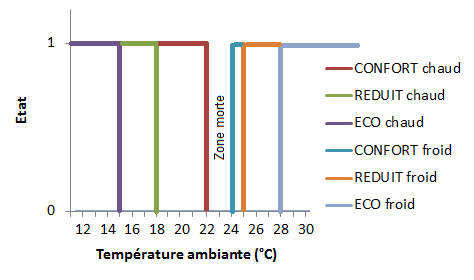 1
0
Etat
Zone morte
12 14 16 18 20 22 24 26 28 30
Température ambiante (°C)
CONFORT chaud
REDUIT chaud
ECO chaud
CONFORT froid
REDUIT froid
ECO froid